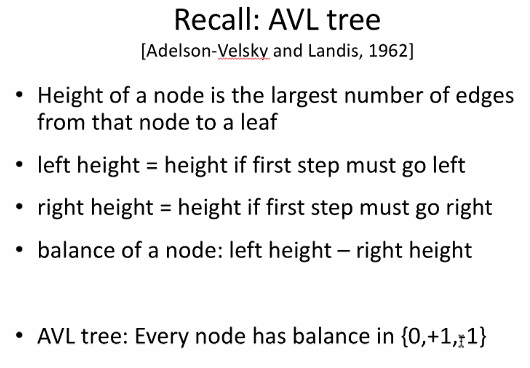 Recall: AVL tree
[Adelson-Velsky and Landis, 1962]
• Height of a node is the largest number of edges
from that node to a leaf
• left height = height if first step must go left
• right height = height if first step must go right
• balance of a node: left height – right height
• AVL tree: Every node has balance in {0,+1,-1}